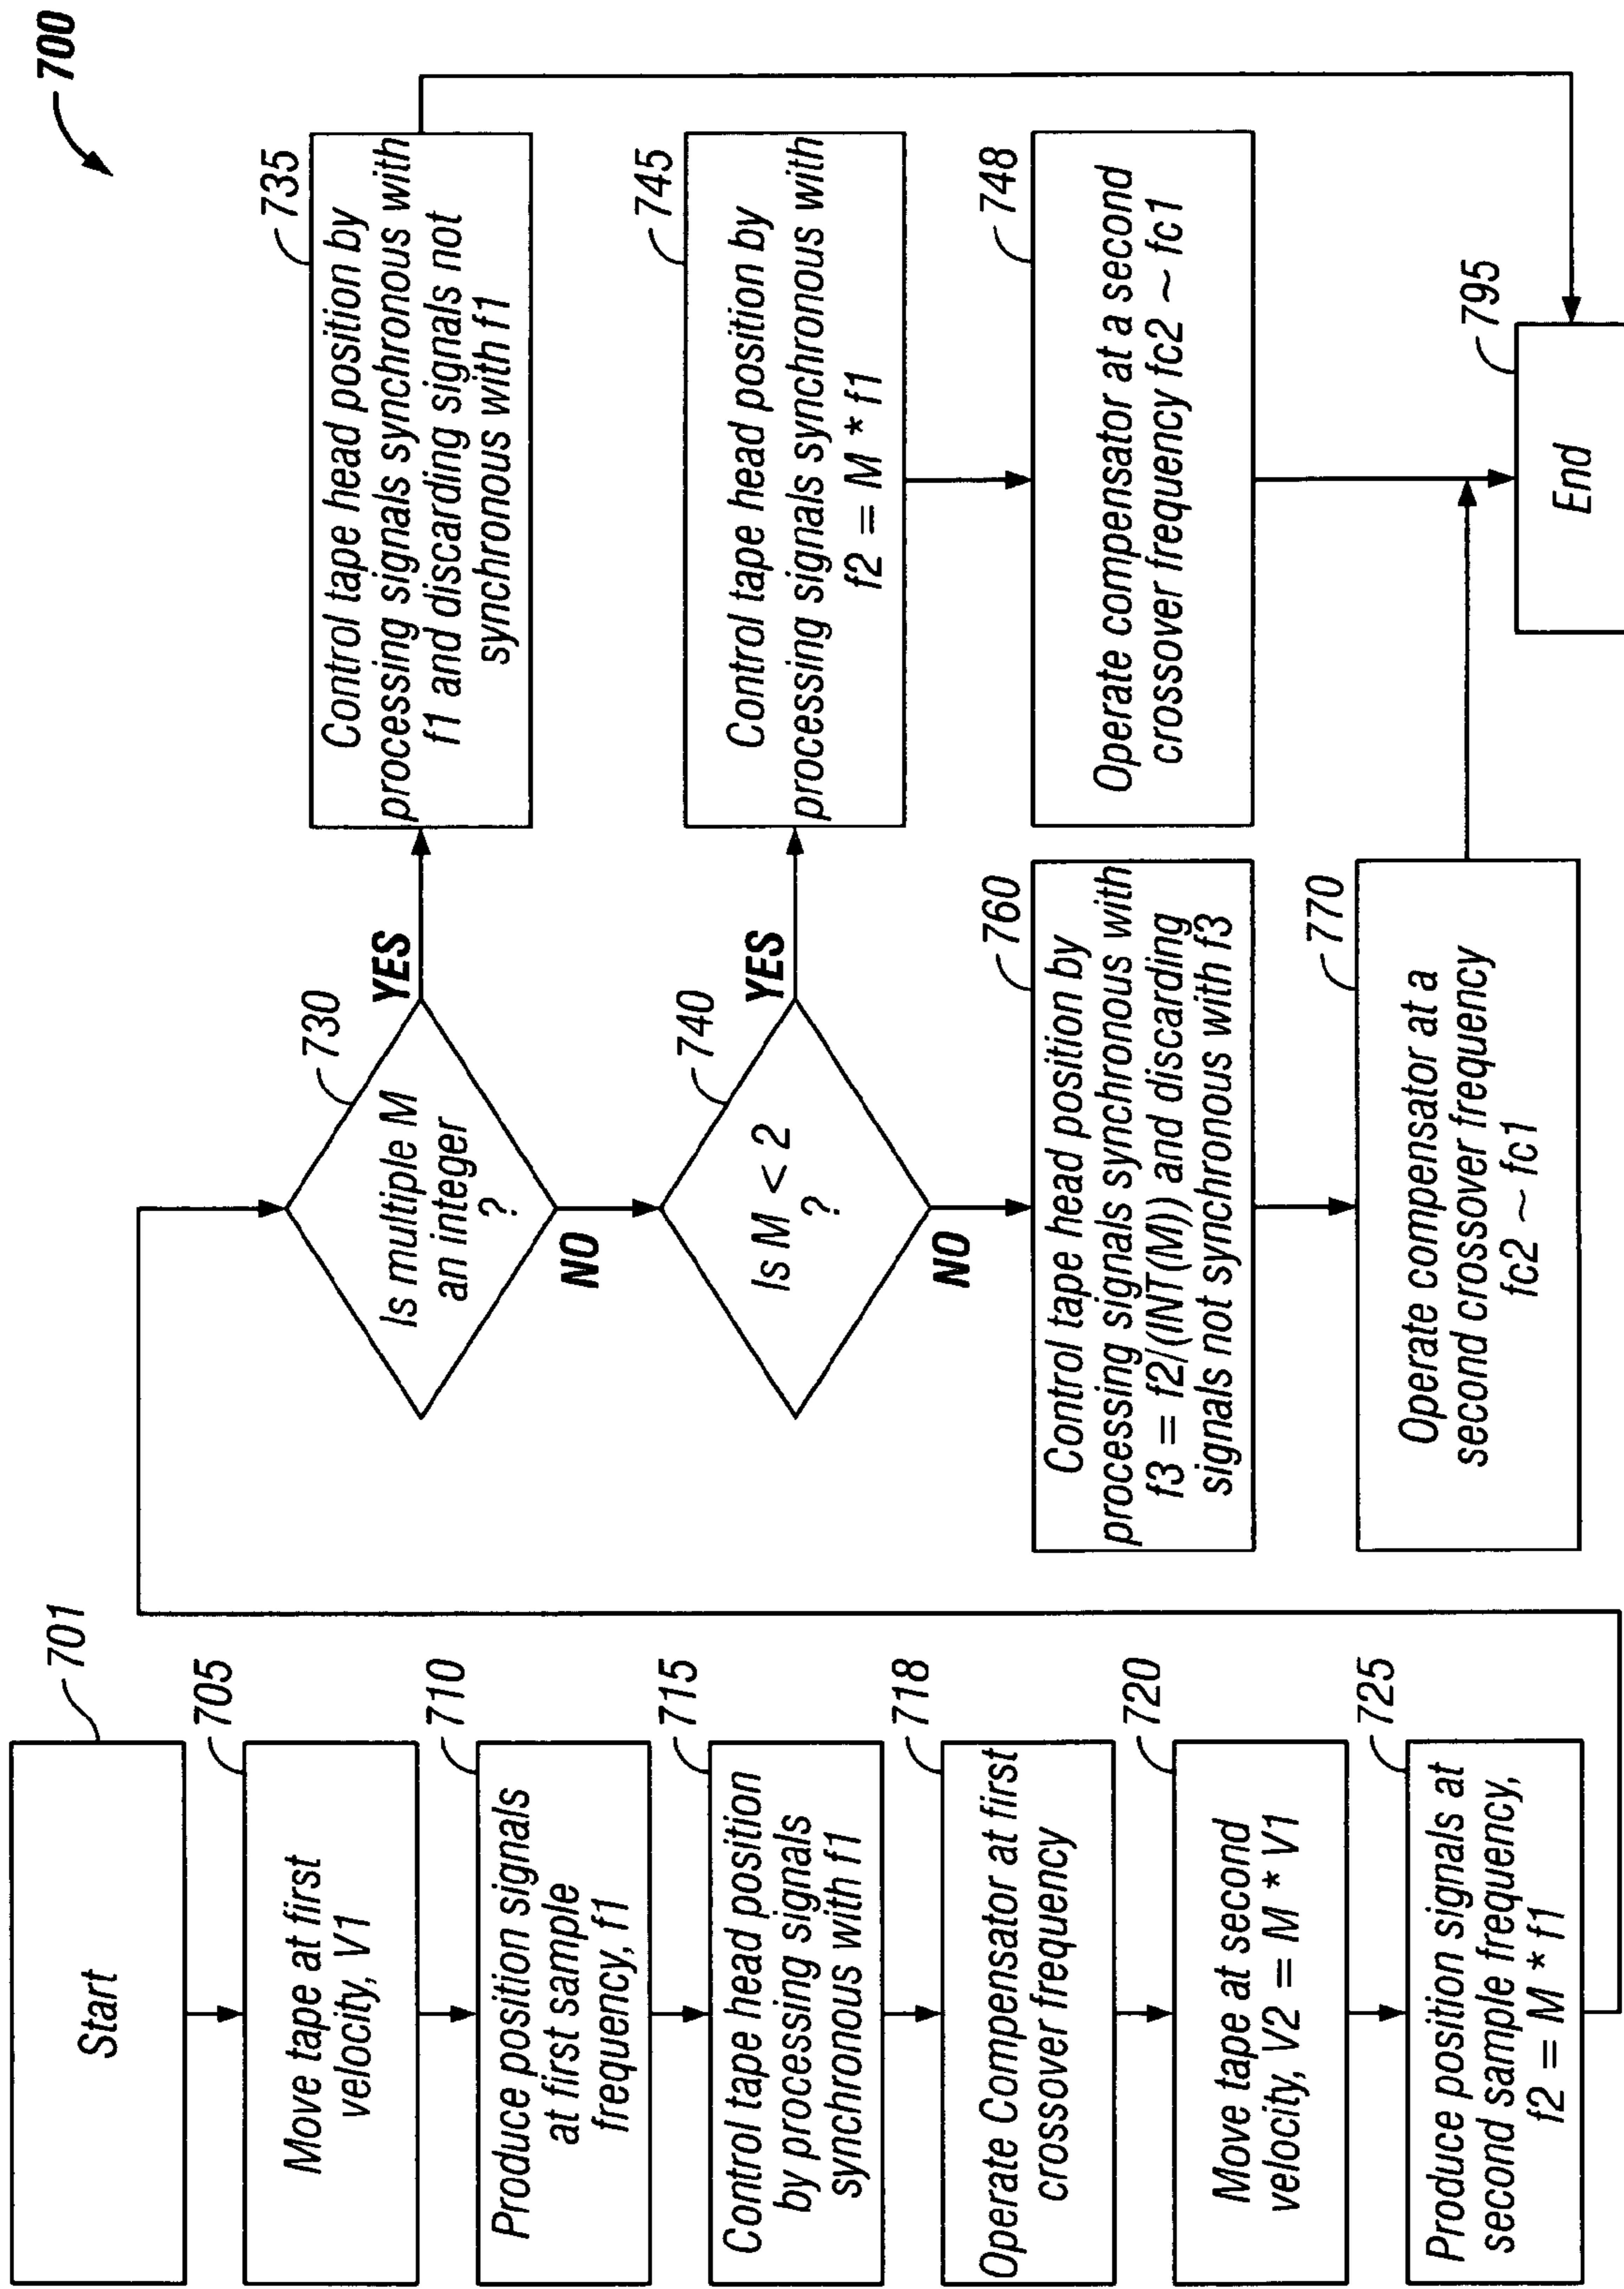 700
701
Start
705
Move tape at first
velocity, V1
710
Produce position signals
at first sample
frequency, f1
715
Control tape head position
by processing signals
synchronous with f1
718
Operate Compensator at first
crossover frequency
720
Move tape at second
velocity, V2 = M * V1
725
Produce position signals at
second sample frequency,
f2 = M * f1
730
Is multiple M
an integer
?
YES
NO
735
Control tape head position by
processing signals synchronous with
f1 and discarding signals not
synchronous with f1
740
Is M < 2
?
YES
NO
745
Control tape head position by
processing signals synchronous with
f2 = M * f1
748
Operate compensator at a second
crossover frequency fc2 ~ fc1
760
Control tape head position by
processing signals synchronous with
f3 = f2/(INT(M)) and discarding
signals not synchronous with f3
770
Operate compensator at a
second crossover frequency
fc2 ~ fc1
795
End